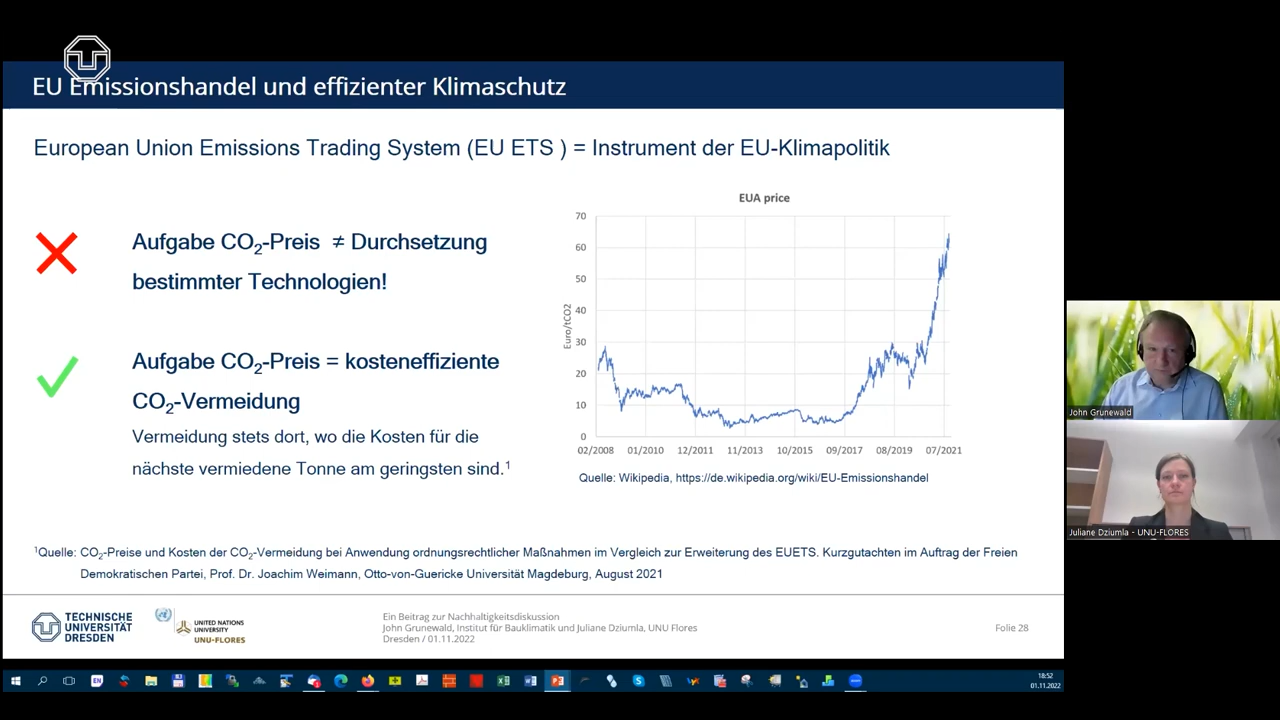 EU Emissionshandel und effizienter Klimaschutz
European Union Emissions Trading System (EU ETS ) = Instrument der EU-Klimapolitik
Aufgabe CO₂-Preis ≠ Durchsetzung
bestimmter Technologien!
Aufgabe CO₂-Preis = kosteneffiziente
CO₂-Vermeidung
Vermeidung stets dort, wo die Kosten für die
nächste vermiedene Tonne am geringsten sind.¹
EUA price
Euro/tCO2
70
60
50
40
30
20
10
0
02/2008 01/2010 12/2011 11/2013 10/2015 09/2017 08/2019 07/2021
Quelle: Wikipedia, https://de.wikipedia.org/wiki/EU-Emissionshandel
¹Quelle: CO₂-Preise und Kosten der CO₂-Vermeidung bei Anwendung ordnungsrechtlicher Maßnahmen im Vergleich zur Erweiterung des EUETS. Kurzgutachten im Auftrag der Freien
Demokratischen Partei, Prof. Dr. Joachim Weimann, Otto-von-Guericke Universität Magdeburg, August 2021
TECHNISCHE
UNIVERSITÄT
DRESDEN
UNITED NATIONS
UNIVERSITY
UNU-FLORES
Ein Beitrag zur Nachhaltigkeitsdiskussion
John Grunewald, Institut für Bauklimatik und Juliane Dziumla, UNU Flores
Dresden / 01.11.2022
Folie 28
John Grunewald
Juliane Dziumla - UNU-FLORES
EN
18:52
01.11.2022